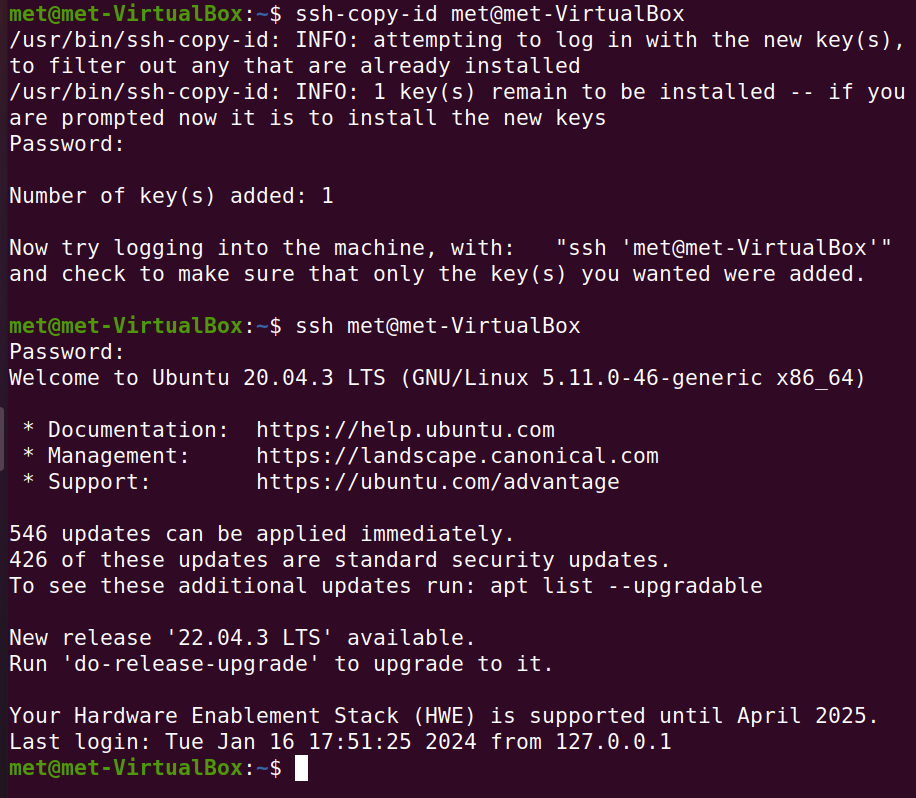 met@met-VirtualBox:~$ ssh-copy-id met@met-VirtualBox
/usr/bin/ssh-copy-id: INFO: attempting to log in with the new key(s),
to filter out any that are already installed
/usr/bin/ssh-copy-id: INFO: 1 key(s) remain to be installed -- if you
are prompted now it is to install the new keys
Password:

Number of key(s) added: 1

Now try logging into the machine, with:   "ssh 'met@met-VirtualBox'"
and check to make sure that only the key(s) you wanted were added.

met@met-VirtualBox:~$ ssh met@met-VirtualBox
Password:
Welcome to Ubuntu 20.04.3 LTS (GNU/Linux 5.11.0-46-generic x86_64)

 * Documentation:  https://help.ubuntu.com
 * Management:     https://landscape.canonical.com
 * Support:        https://ubuntu.com/advantage

546 updates can be applied immediately.
426 of these updates are standard security updates.
To see these additional updates run: apt list --upgradable

New release '22.04.3 LTS' available.
Run 'do-release-upgrade' to upgrade to it.

Your Hardware Enablement Stack (HWE) is supported until April 2025.
Last login: Tue Jan 16 17:51:25 2024 from 127.0.0.1
met@met-VirtualBox:~$